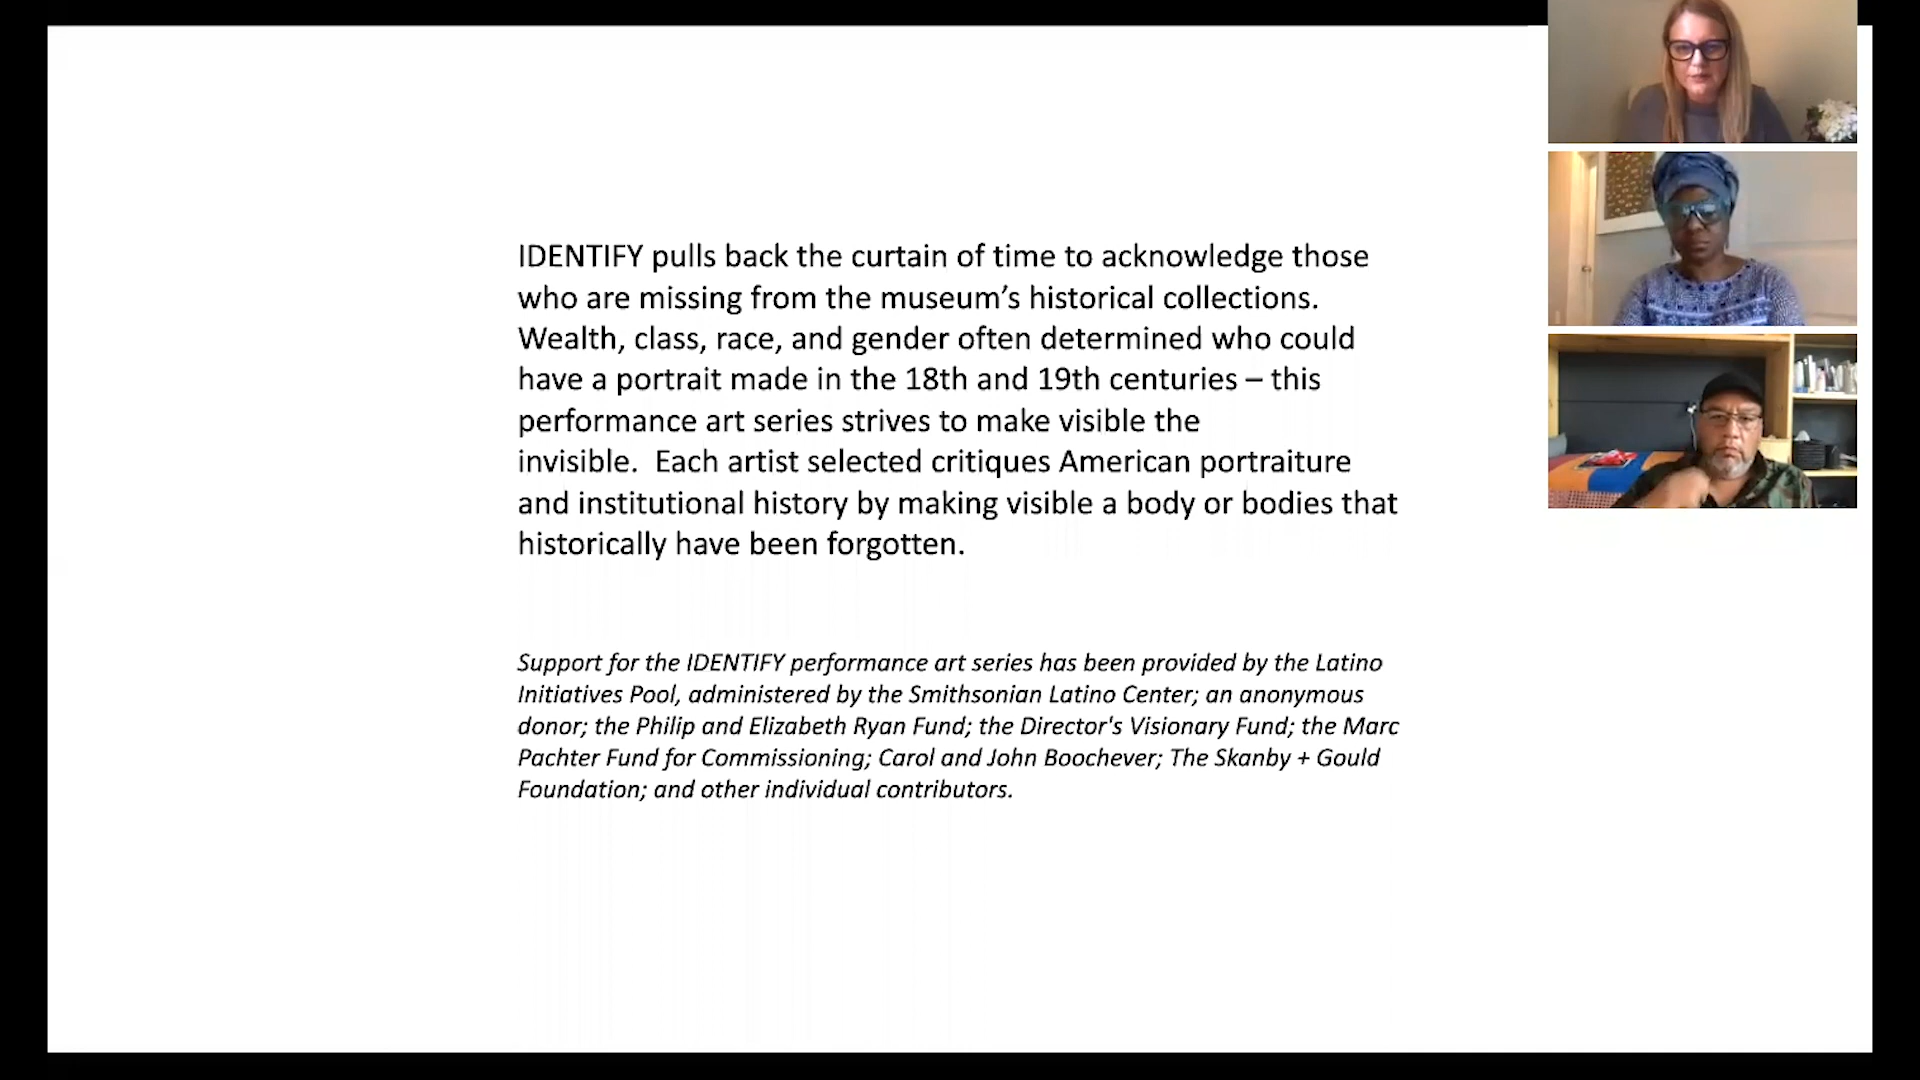 IDENTIFY pulls back the curtain of time to acknowledge those
who are missing from the museum’s historical collections.
Wealth, class, race, and gender often determined who could
have a portrait made in the 18th and 19th centuries – this
performance art series strives to make visible the
invisible.  Each artist selected critiques American portraiture
and institutional history by making visible a body or bodies that
historically have been forgotten.
Support for the IDENTIFY performance art series has been provided by the Latino
Initiatives Pool, administered by the Smithsonian Latino Center; an anonymous
donor; the Philip and Elizabeth Ryan Fund; the Director's Visionary Fund; the Marc
Pachter Fund for Commissioning; Carol and John Boochever; The Skanby + Gould
Foundation; and other individual contributors.